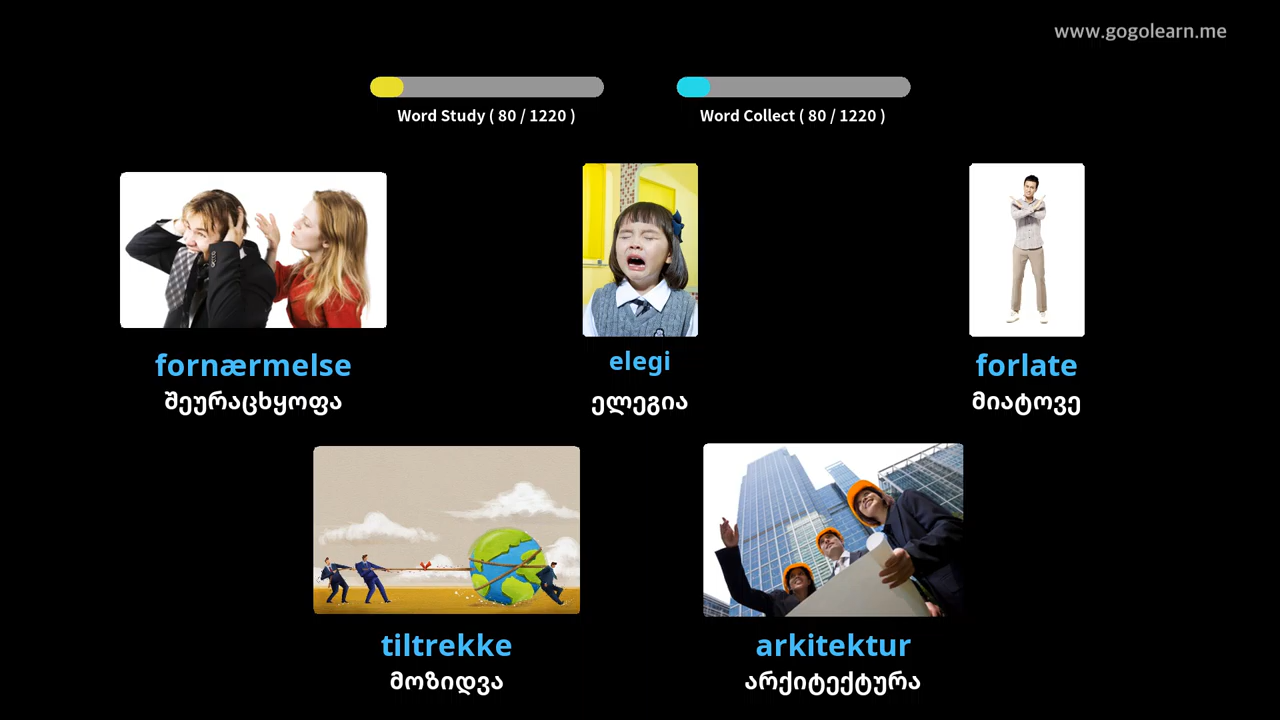 www.gogolearn.me
Word Study ( 80 / 1220 )
Word Collect ( 80 / 1220 )
fornærmelse
შეურაცხყოფა
elegi
ელეგია
forlate
მიატოვე
tiltrekke
მოზიდვა
arkitektur
არქიტექტურა